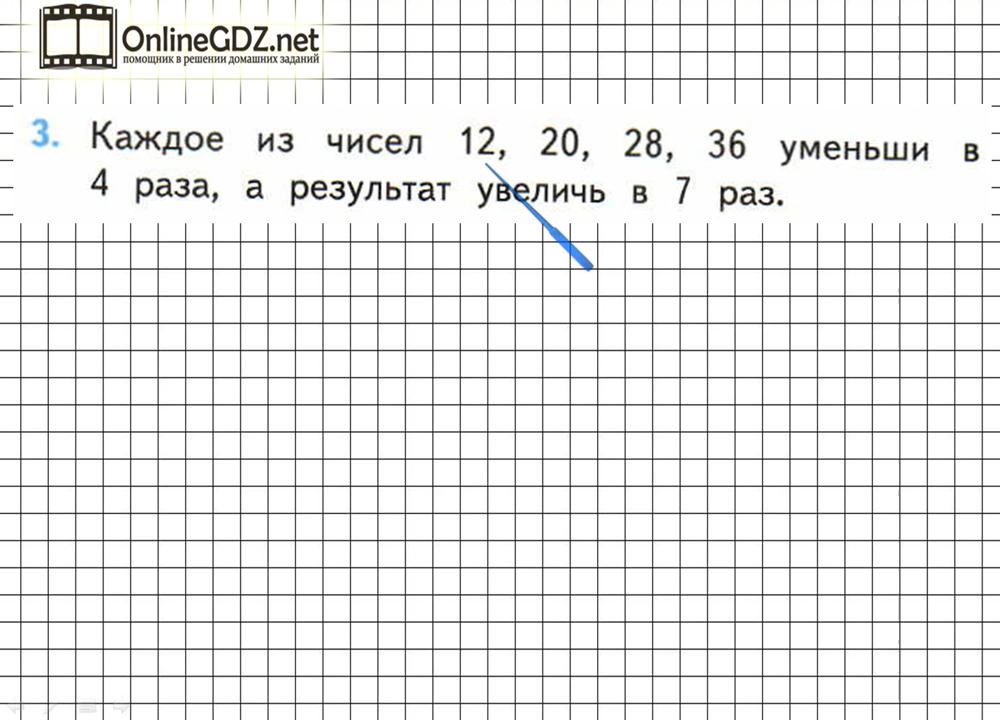 OnlineGDZ.net
помощник в решении домашних заданий
3. Каждое из чисел 12, 20, 28, 36 уменьши в
4 раза, а результат увеличь в 7 раз.